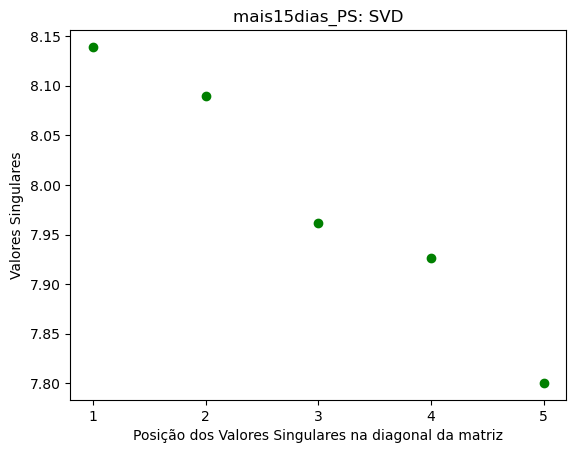 mais15dias_PS: SVD
Valores Singulares
8.15
8.10
8.05
8.00
7.95
7.90
7.85
7.80
1 2 3 4 5
Posição dos Valores Singulares na diagonal da matriz